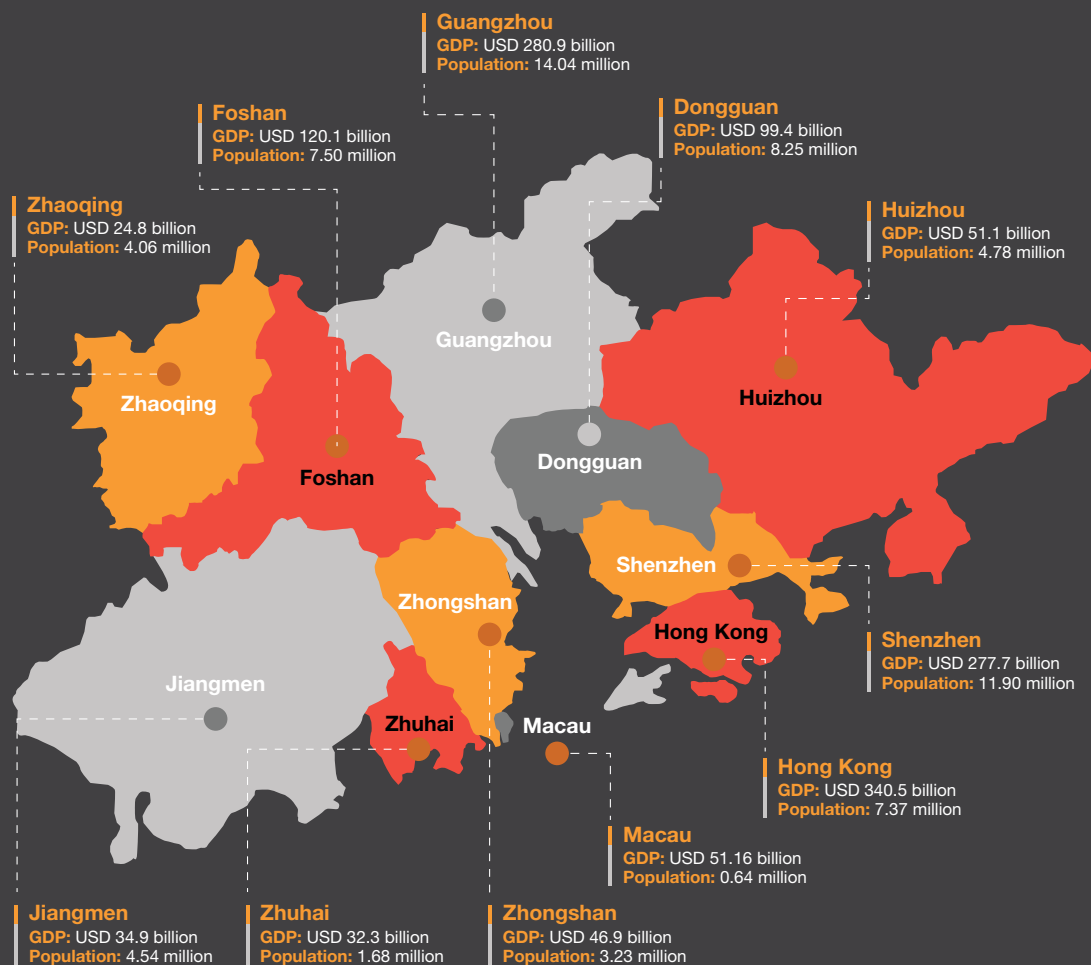 Guangzhou
GDP: USD 280.9 billion
Population: 14.04 million
Foshan
GDP: USD 120.1 billion
Population: 7.50 million
Dongguan
GDP: USD 99.4 billion
Population: 8.25 million
Zhaoqing
GDP: USD 24.8 billion
Population: 4.06 million
Huizhou
GDP: USD 51.1 billion
Population: 4.78 million
Guangzhou
Zhaoqing
Huizhou
Foshan
Dongguan
Shenzhen
Zhongshan
Hong Kong
Jiangmen
Zhuhai
Macau
Shenzhen
GDP: USD 277.7 billion
Population: 11.90 million
Hong Kong
GDP: USD 340.5 billion
Population: 7.37 million
Macau
GDP: USD 51.16 billion
Population: 0.64 million
Jiangmen
GDP: USD 34.9 billion
Population: 4.54 million
Zhuhai
GDP: USD 32.3 billion
Population: 1.68 million
Zhongshan
GDP: USD 46.9 billion
Population: 3.23 million